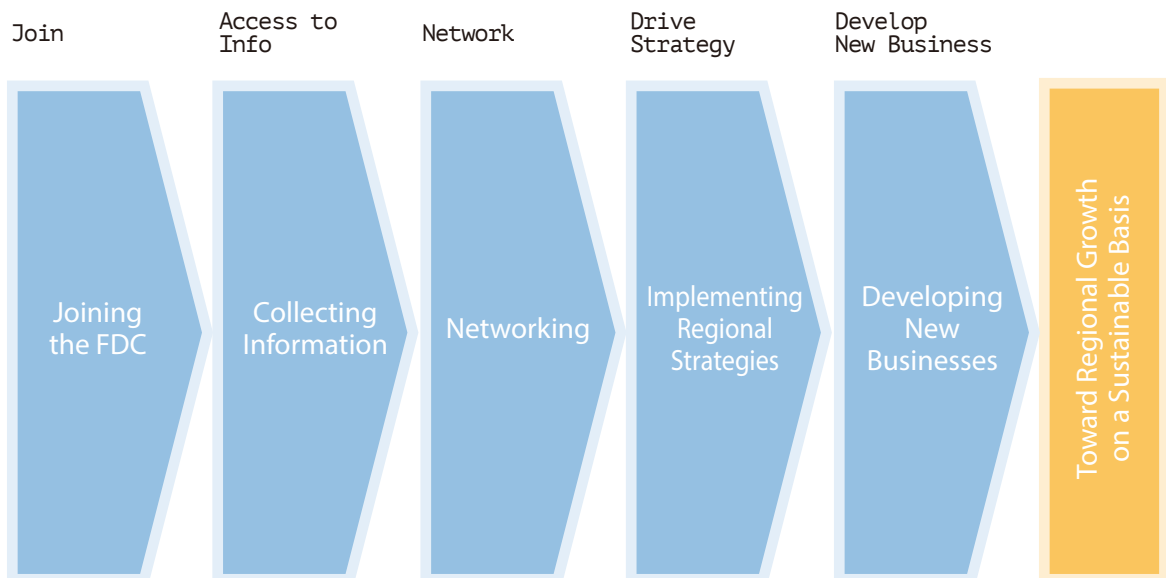 Join
Access to
Info
Network
Drive
Strategy
Develop
New Business
Joining
the FDC
Collecting
Information
Networking
Implementing
Regional
Strategies
Developing
New
Businesses
Toward Regional Growth
on a Sustainable Basis